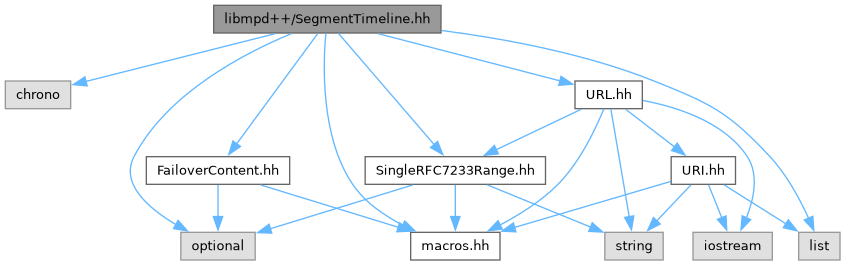 libmpd++/SegmentTimeline.hh
chrono
URL.hh
FailoverContent.hh
SingleRFC7233Range.hh
URI.hh
optional
macros.hh
string
iostream
list